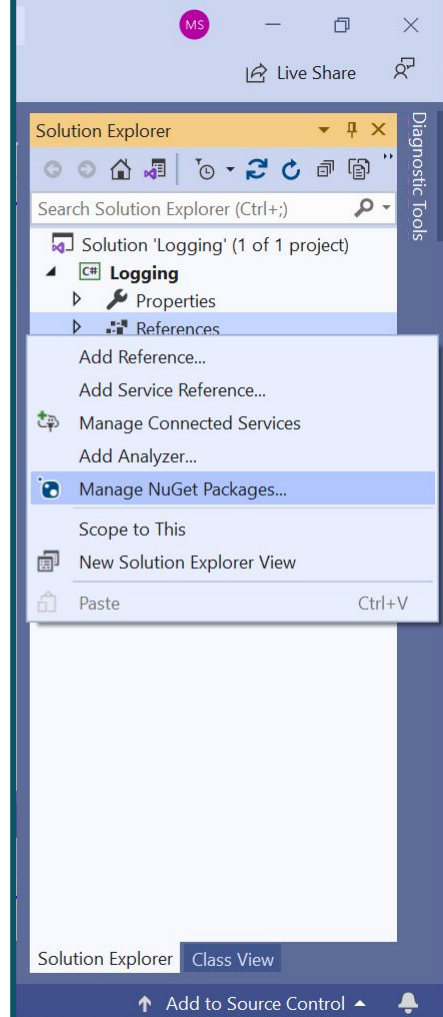 MS
Live Share
Solution Explorer
Diagnostic Tools
Search Solution Explorer (Ctrl+;)
Solution 'Logging' (1 of 1 project)
C# Logging
Properties
References
Add Reference...
Add Service Reference...
Manage Connected Services
Add Analyzer...
Manage NuGet Packages...
Scope to This
New Solution Explorer View
Paste Ctrl+V
Solution Explorer Class View
Add to Source Control